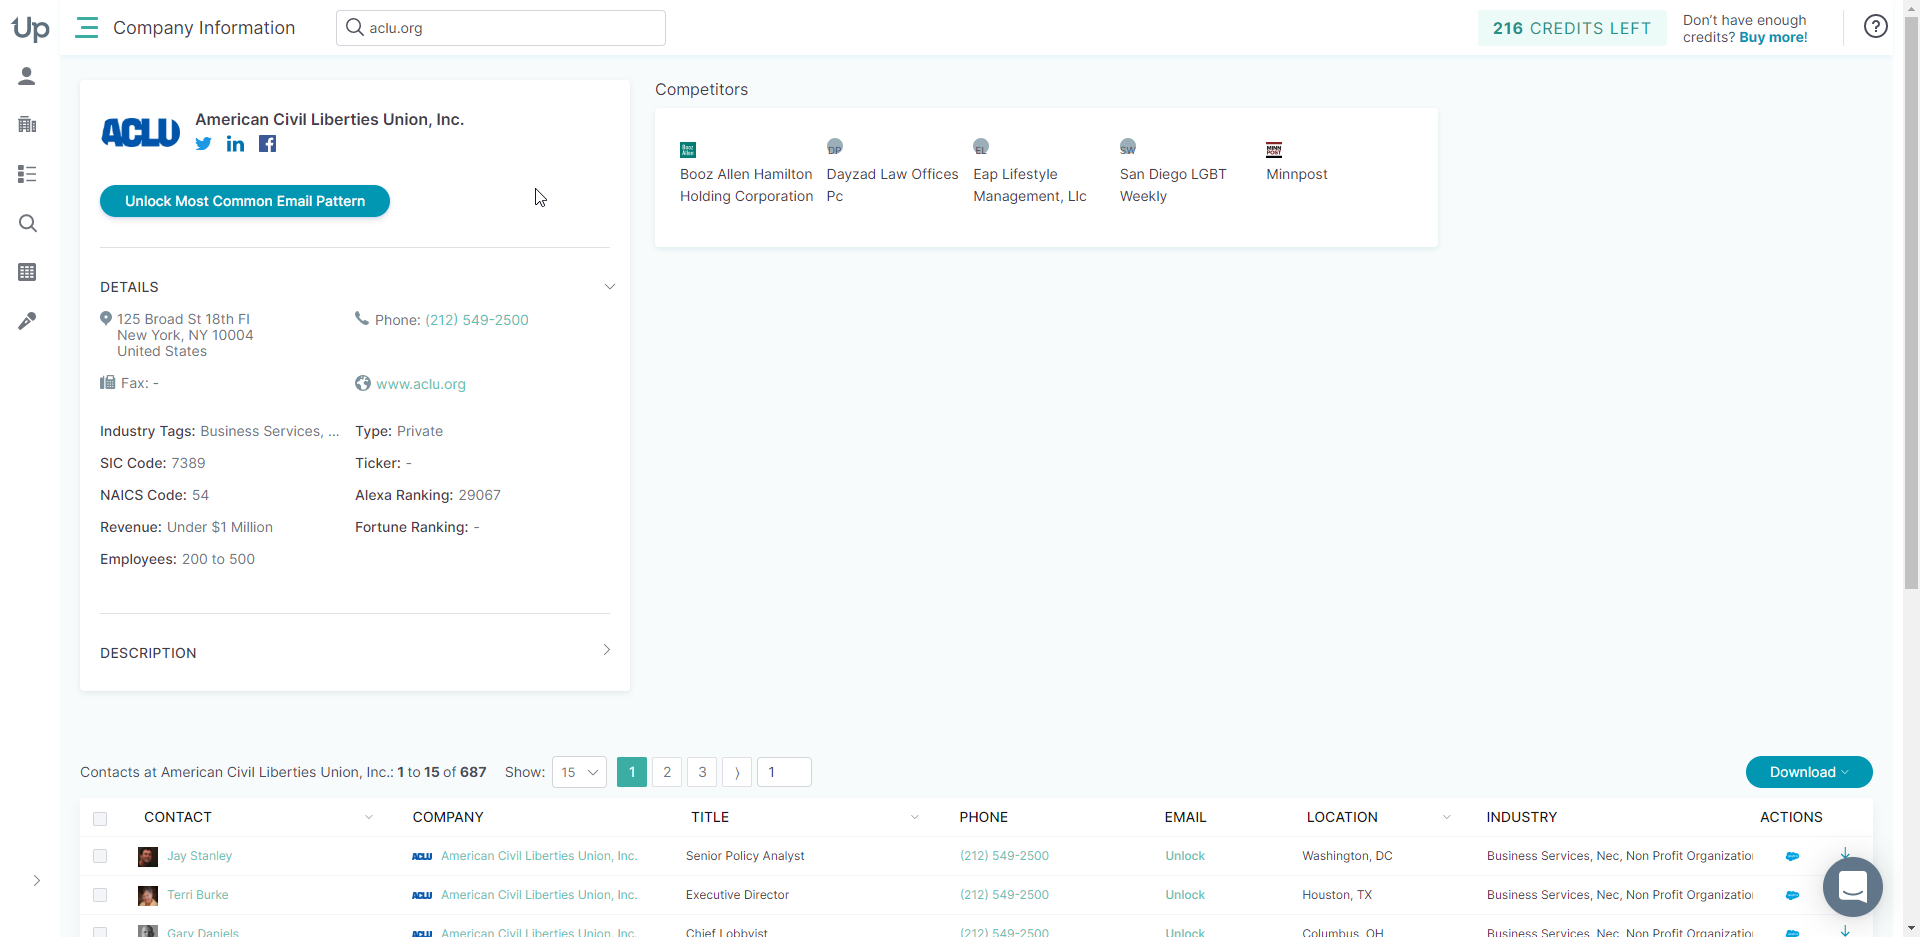 Up
Company Information
aclu.org
216 CREDITS LEFT
Don't have enough
credits? Buy more!
?
ACLU
American Civil Liberties Union, Inc.
Unlock Most Common Email Pattern
DETAILS
125 Broad St 18th Fl
New York, NY 10004
United States
Phone: (212) 549-2500
Fax: -
www.aclu.org
Industry Tags: Business Services, ...
Type: Private
SIC Code: 7389
Ticker: -
NAICS Code: 54
Alexa Ranking: 29067
Revenue: Under $1 Million
Fortune Ranking: -
Employees: 200 to 500
DESCRIPTION
Competitors
Booz Allen
Booz Allen Hamilton
Holding Corporation
DP
Dayzad Law Offices
Pc
EL
Eap Lifestyle
Management, Llc
SW
San Diego LGBT
Weekly
MINN
POST
Minnpost
Contacts at American Civil Liberties Union, Inc.: 1 to 15 of 687
Show: 15
1 2 3 ⟩ 1
Download
CONTACT COMPANY TITLE PHONE EMAIL LOCATION INDUSTRY ACTIONS
Jay Stanley ACLU American Civil Liberties Union, Inc. Senior Policy Analyst (212) 549-2500 Unlock Washington, DC Business Services, Nec, Non Profit Organizatio
Terri Burke ACLU American Civil Liberties Union, Inc. Executive Director (212) 549-2500 Unlock Houston, TX Business Services, Nec, Non Profit Organizatio
Gary Daniels ACLU American Civil Liberties Union, Inc. Chief Lobbyist (212) 549-2500 Unlock Columbus, OH Business Services, Nec, Non Profit Organizatio